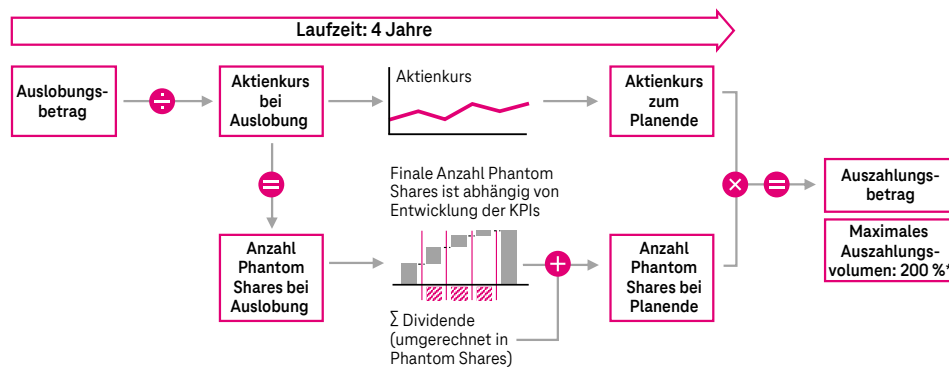 Laufzeit: 4 Jahre
Auslobungs-
betrag
÷
Aktienkurs
bei
Auslobung
Aktienkurs
Aktienkurs
zum
Planende
=
Finale Anzahl Phantom
Shares ist abhängig von
Entwicklung der KPIs
×
=
Auszahlungs-
betrag
Maximales
Auszahlungs-
volumen: 200 %*
Anzahl
Phantom
Shares bei
Auslobung
+
Anzahl
Phantom
Shares bei
Planende
∑ Dividende
(umgerechnet in
Phantom Shares)